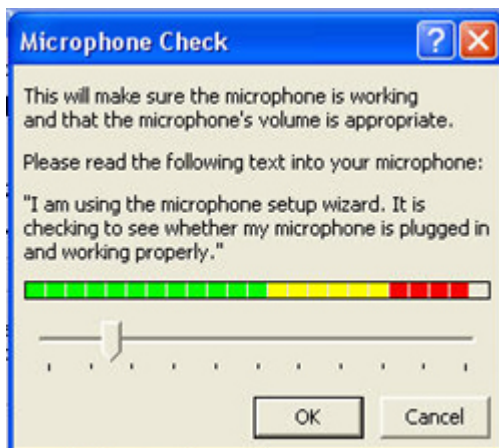 Microphone Check
This will make sure the microphone is working
and that the microphone's volume is appropriate.
Please read the following text into your microphone:
"I am using the microphone setup wizard. It is
checking to see whether my microphone is plugged in
and working properly."
OK Cancel